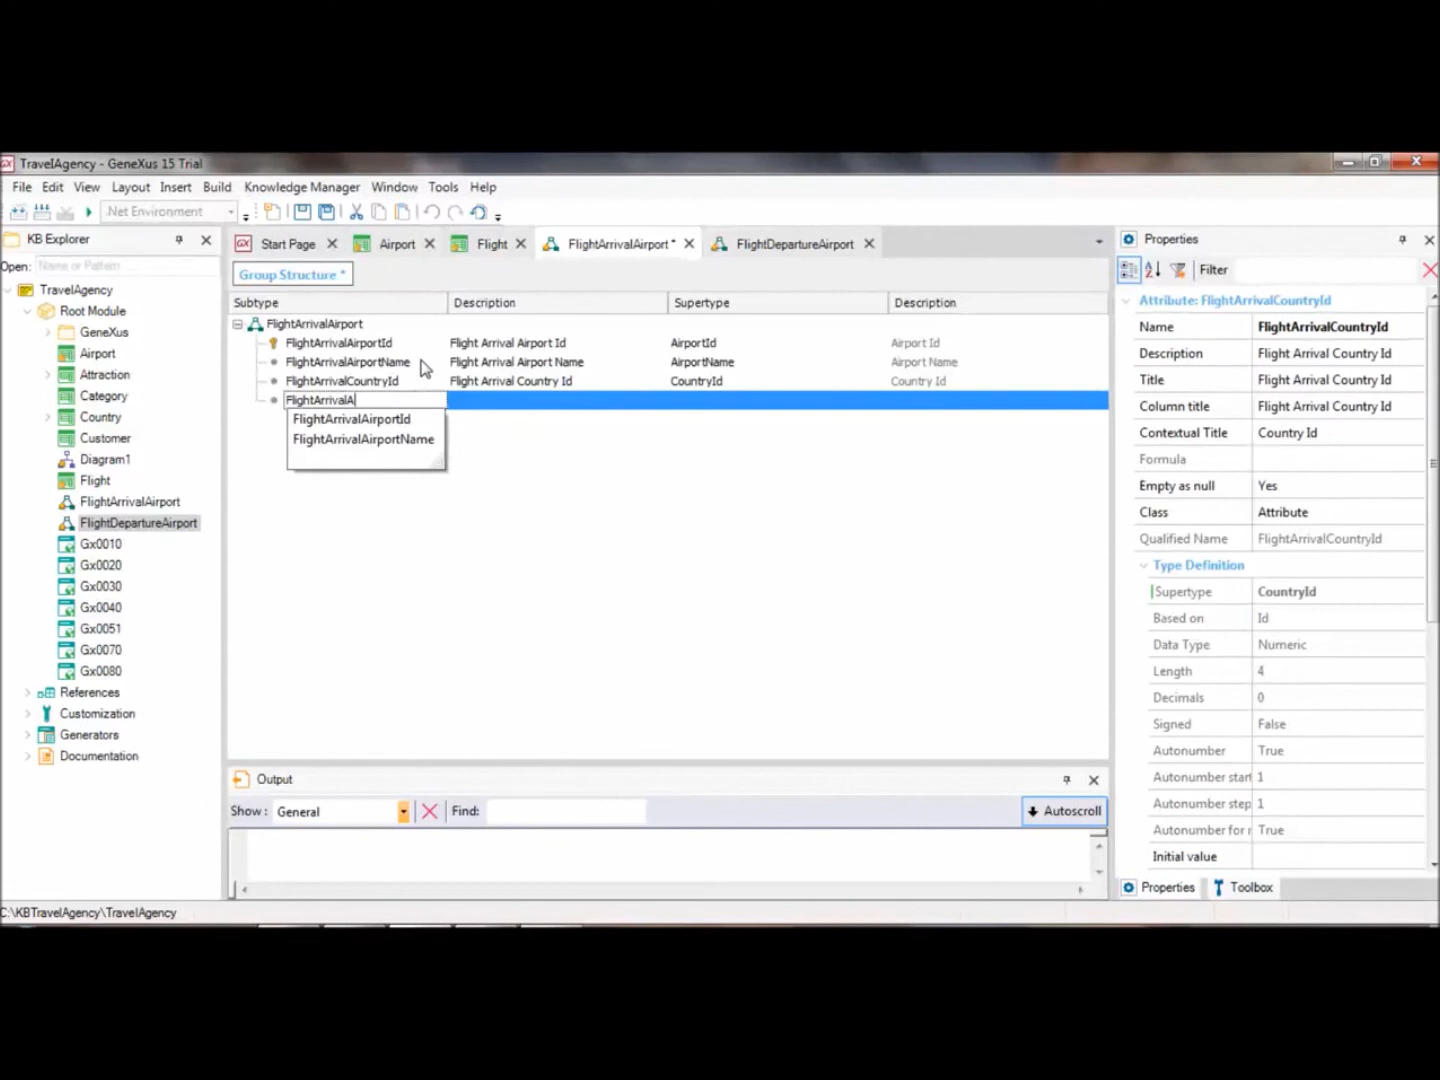 TravelAgency - GeneXus 15 Trial
File Edit View Layout Insert Build Knowledge Manager Window Tools Help
.Net Environment
KB Explorer
Open: Name or Pattern
TravelAgency
Root Module
GeneXus
Airport
Attraction
Category
Country
Customer
Diagram1
Flight
FlightArrivalAirport
FlightDepartureAirport
Gx0010
Gx0020
Gx0030
Gx0040
Gx0051
Gx0070
Gx0080
References
Customization
Generators
Documentation
Start Page Airport Flight FlightArrivalAirport * FlightDepartureAirport
Group Structure *
Subtype Description Supertype Description
FlightArrivalAirport
FlightArrivalAirportId Flight Arrival Airport Id AirportId Airport Id
FlightArrivalAirportName Flight Arrival Airport Name AirportName Airport Name
FlightArrivalCountryId Flight Arrival Country Id CountryId Country Id
FlightArrivalA
FlightArrivalAirportId
FlightArrivalAirportName
Output
Show : General Find: Autoscroll
Properties
Filter
Attribute: FlightArrivalCountryId
Name FlightArrivalCountryId
Description Flight Arrival Country Id
Title Flight Arrival Country Id
Column title Flight Arrival Country Id
Contextual Title Country Id
Formula
Empty as null Yes
Class Attribute
Qualified Name FlightArrivalCountryId
Type Definition
Supertype CountryId
Based on Id
Data Type Numeric
Length 4
Decimals 0
Signed False
Autonumber True
Autonumber start 1
Autonumber step 1
Autonumber for r True
Initial value
Properties Toolbox
C:\KBTravelAgency\TravelAgency